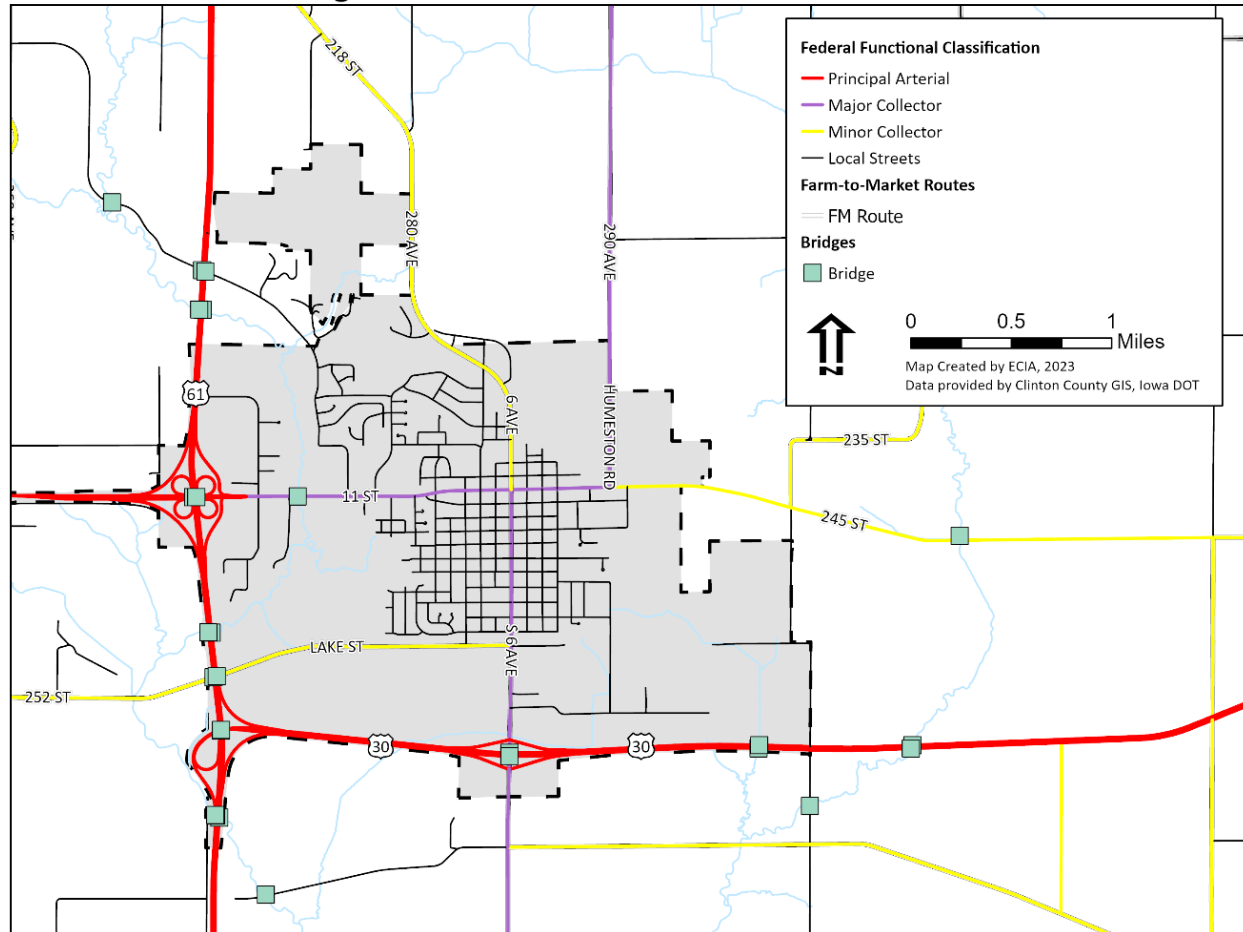 Federal Functional Classification
Principal Arterial
Major Collector
Minor Collector
Local Streets
Farm-to-Market Routes
FM Route
Bridges
Bridge
N
0 0.5 1
Miles
Map Created by ECIA, 2023
Data provided by Clinton County GIS, Iowa DOT
218 ST
280 AVE
290 AVE
61
6 AVE
HUMESTON RD
235 ST
11 ST
245 ST
S 6 AVE
LAKE ST
252 ST
30
30